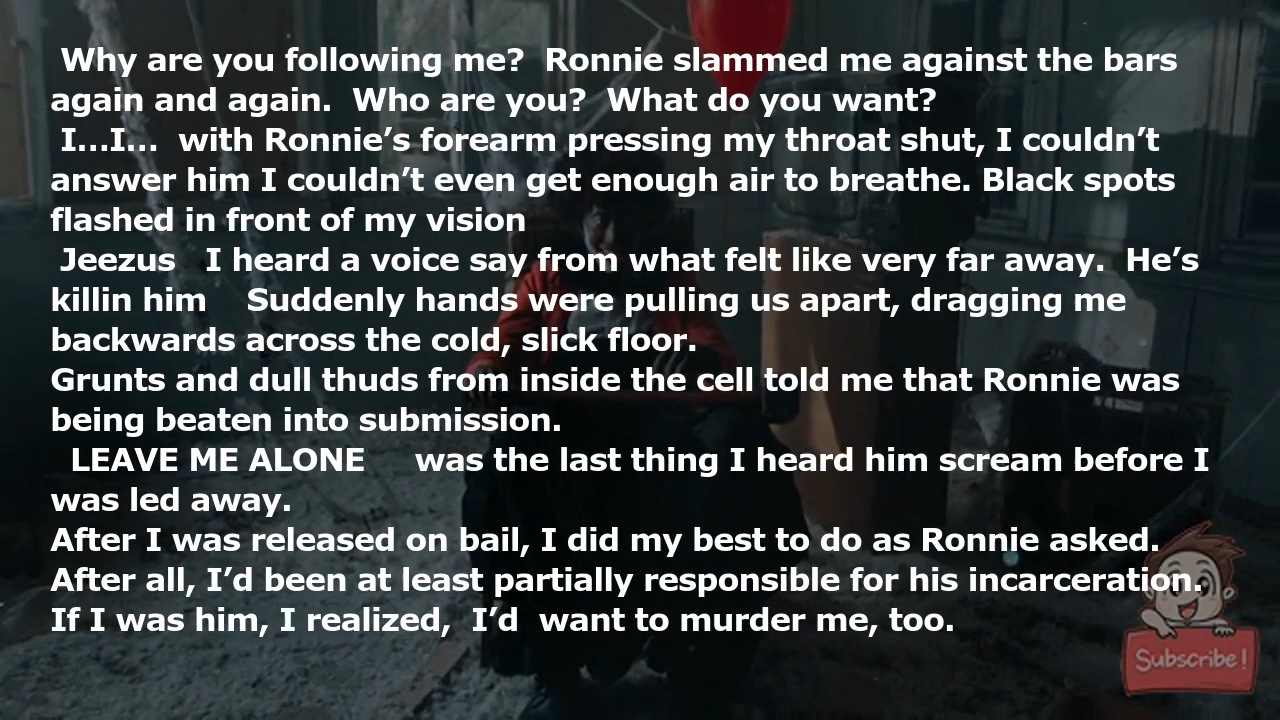 Why are you following me?  Ronnie slammed me against the bars
again and again.  Who are you?  What do you want?
I...I...  with Ronnie’s forearm pressing my throat shut, I couldn’t
answer him I couldn’t even get enough air to breathe. Black spots
flashed in front of my vision
Jeezus   I heard a voice say from what felt like very far away.  He’s
killin him    Suddenly hands were pulling us apart, dragging me
backwards across the cold, slick floor.
Grunts and dull thuds from inside the cell told me that Ronnie was
being beaten into submission.
LEAVE ME ALONE     was the last thing I heard him scream before I
was led away.
After I was released on bail, I did my best to do as Ronnie asked.
After all, I’d been at least partially responsible for his incarceration.
If I was him, I realized,  I’d  want to murder me, too.
Subscribe!